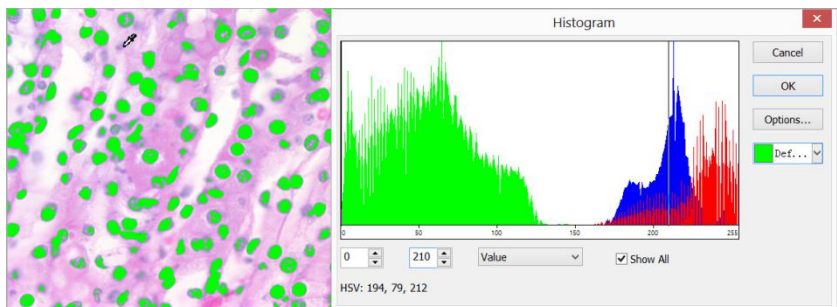 Histogram
Cancel
OK
Options...
Def...
0 50 100 150 200 255
0 210 Value Show All
HSV: 194, 79, 212